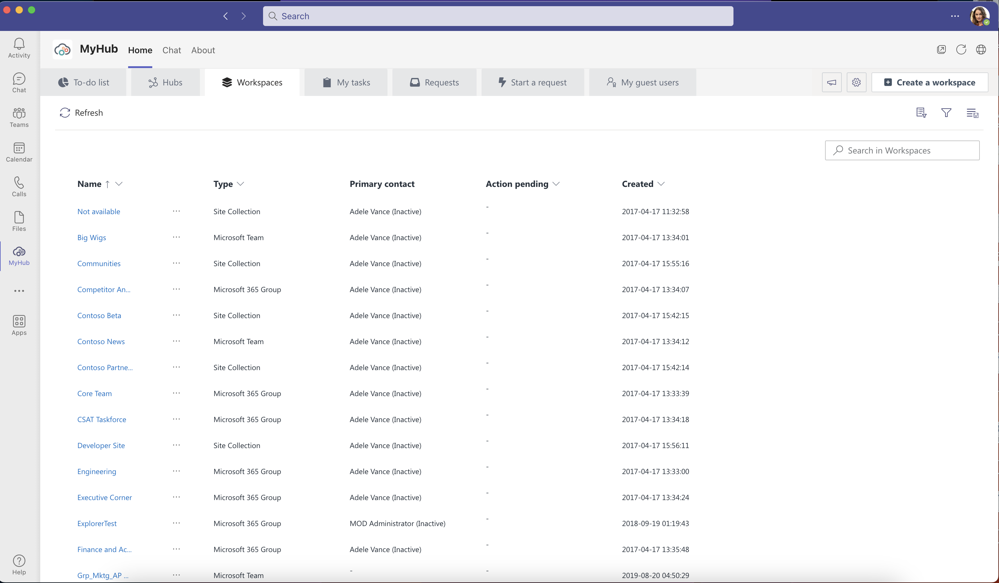 Search
Activity
Chat
Teams
Calendar
Calls
Files
MyHub
Apps
Help
MyHub Home Chat About
To-do list Hubs Workspaces My tasks Requests Start a request My guest users Create a workspace
Refresh
Search in Workspaces
Name Type Primary contact Action pending Created
Not available ... Site Collection Adele Vance (Inactive) - 2017-04-17 11:32:58
Big Wigs ... Microsoft Team Adele Vance (Inactive) - 2017-04-17 13:34:01
Communities ... Site Collection Adele Vance (Inactive) - 2017-04-17 15:55:16
Competitor An... ... Microsoft 365 Group Adele Vance (Inactive) - 2017-04-17 13:34:07
Contoso Beta ... Site Collection Adele Vance (Inactive) - 2017-04-17 15:42:15
Contoso News ... Microsoft Team Adele Vance (Inactive) - 2017-04-17 13:34:12
Contoso Partne... ... Site Collection Adele Vance (Inactive) - 2017-04-17 15:42:14
Core Team ... Microsoft 365 Group Adele Vance (Inactive) - 2017-04-17 13:33:39
CSAT Taskforce ... Microsoft 365 Group Adele Vance (Inactive) - 2017-04-17 13:34:18
Developer Site ... Site Collection Adele Vance (Inactive) - 2017-04-17 15:56:11
Engineering ... Microsoft 365 Group Adele Vance (Inactive) - 2017-04-17 13:33:00
Executive Corner ... Microsoft 365 Group Adele Vance (Inactive) - 2017-04-17 13:34:24
ExplorerTest ... Microsoft 365 Group MOD Administrator (Inactive) - 2018-09-19 01:19:43
Finance and Ac... ... Microsoft 365 Group Adele Vance (Inactive) - 2017-04-17 13:35:48
Grp_Mktg_AP ... ... Microsoft Team - - 2019-08-20 04:50:29